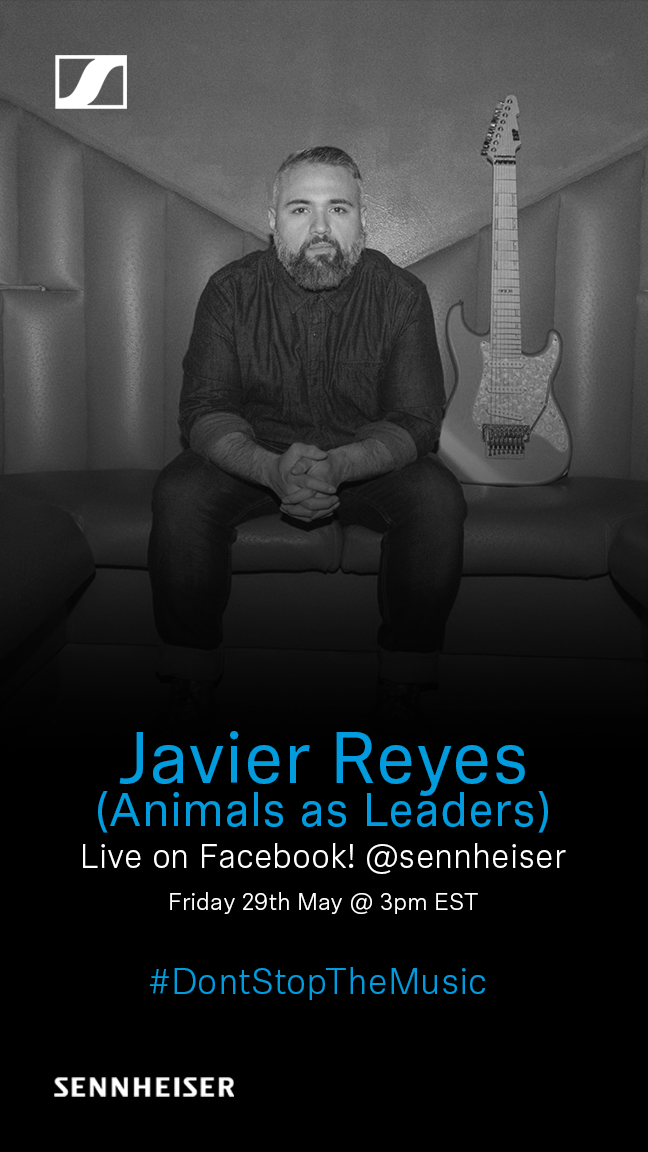 Javier Reyes
(Animals as Leaders)
Live on Facebook! @sennheiser
Friday 29th May @ 3pm EST
#DontStopTheMusic
SENNHEISER